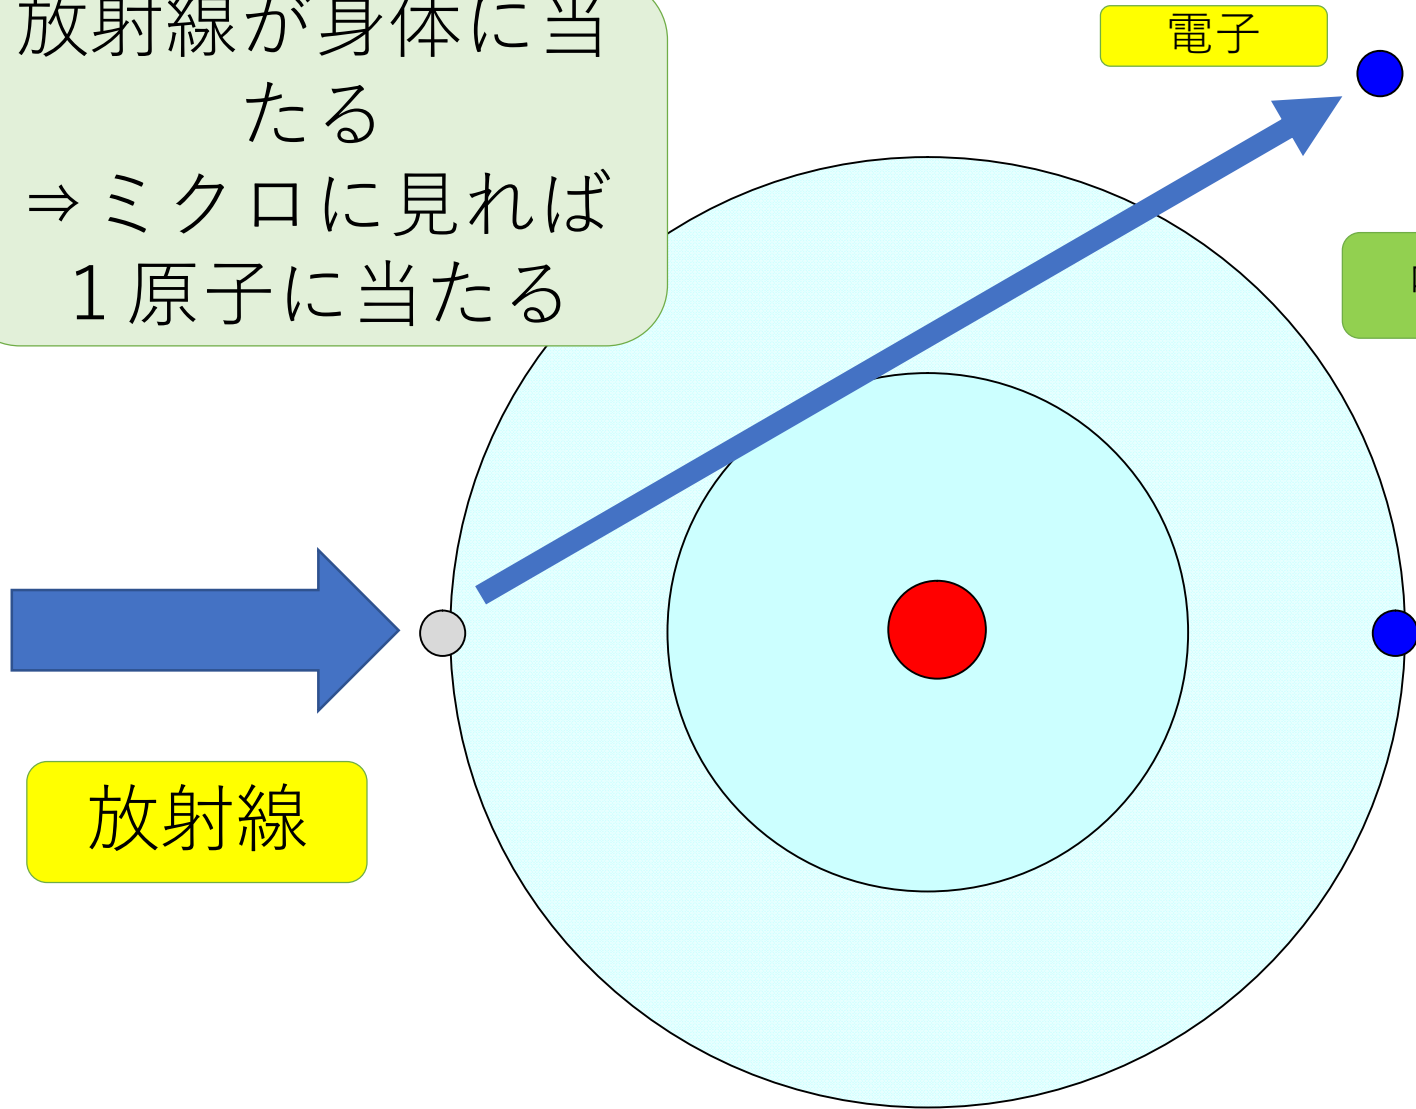 放射線が身体に当
たる
⇒ミクロに見れば
１原子に当たる
電子
放射線